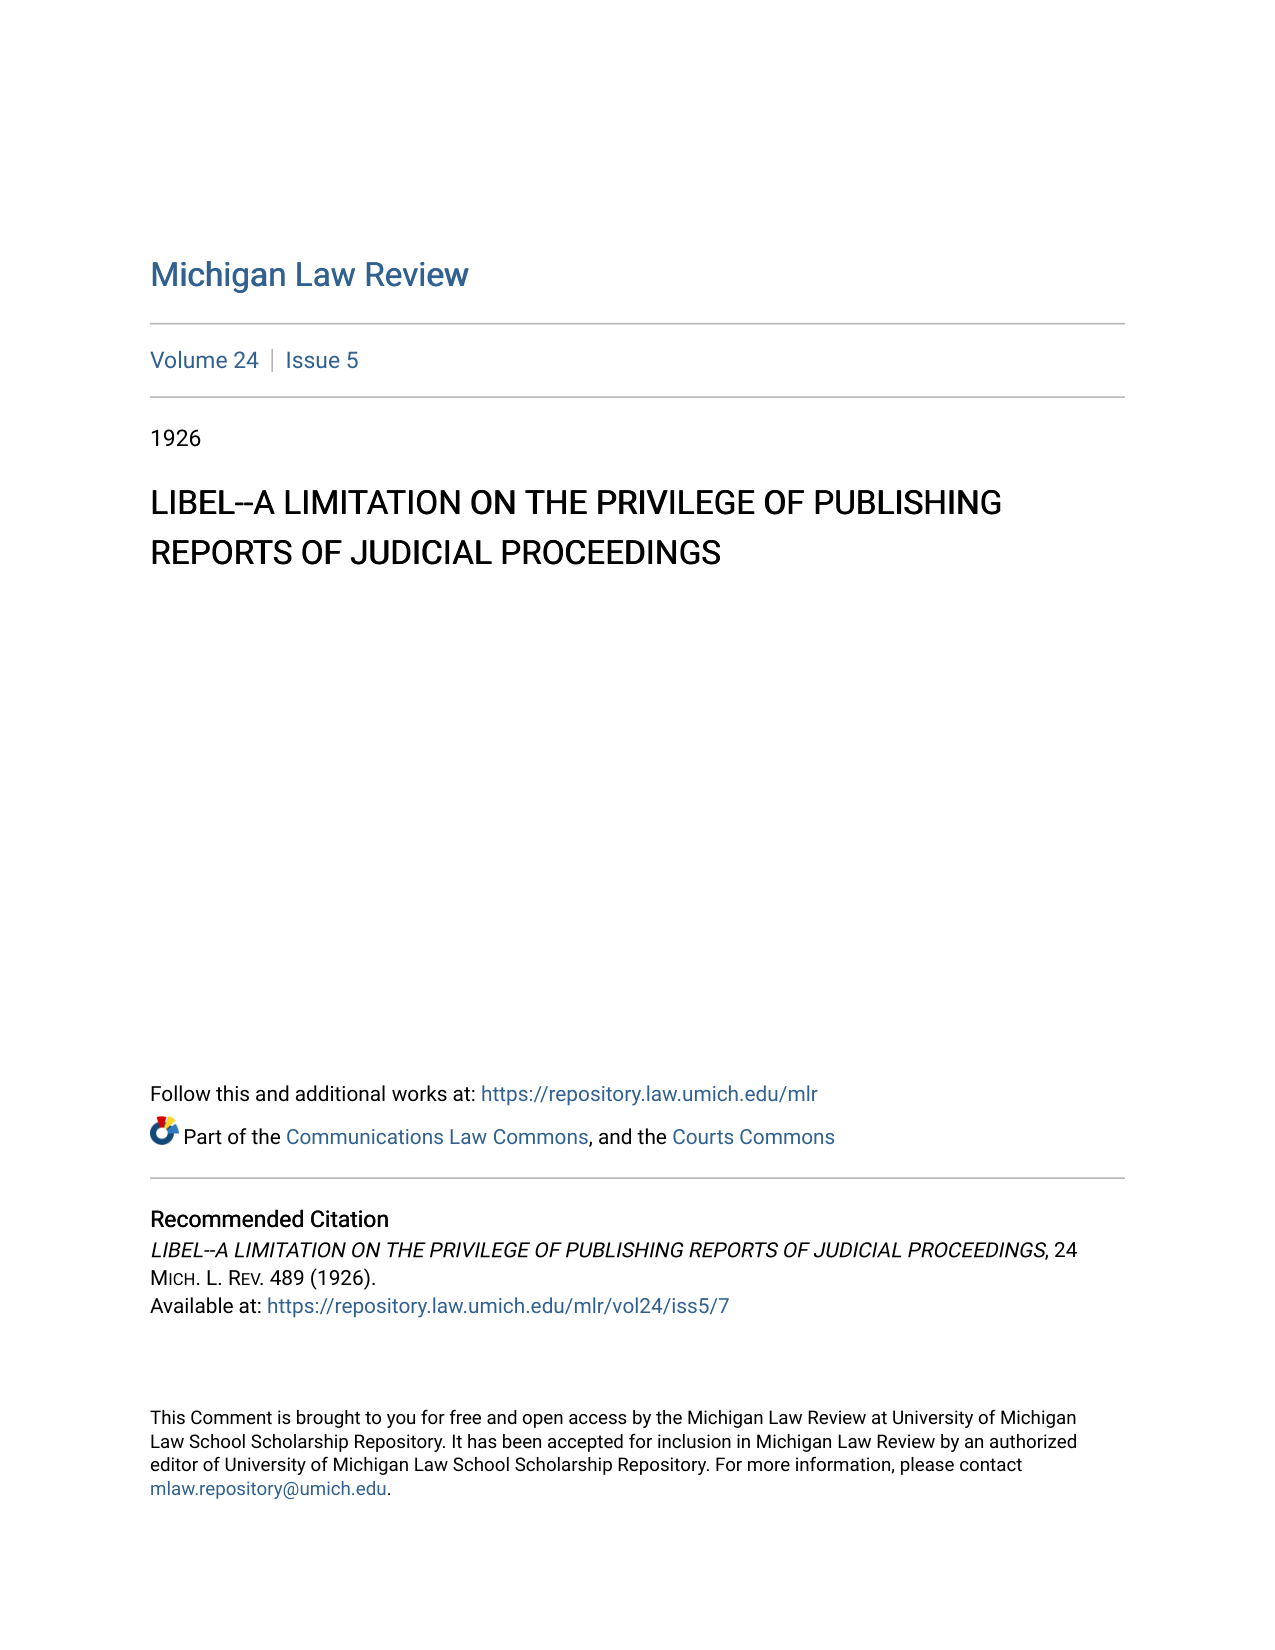 Michigan Law Review
Volume 24 | Issue 5
1926
LIBEL--A LIMITATION ON THE PRIVILEGE OF PUBLISHING
REPORTS OF JUDICIAL PROCEEDINGS
Follow this and additional works at: https://repository.law.umich.edu/mlr
Part of the Communications Law Commons, and the Courts Commons
Recommended Citation
LIBEL--A LIMITATION ON THE PRIVILEGE OF PUBLISHING REPORTS OF JUDICIAL PROCEEDINGS, 24
MICH. L. REV. 489 (1926).
Available at: https://repository.law.umich.edu/mlr/vol24/iss5/7
This Comment is brought to you for free and open access by the Michigan Law Review at University of Michigan
Law School Scholarship Repository. It has been accepted for inclusion in Michigan Law Review by an authorized
editor of University of Michigan Law School Scholarship Repository. For more information, please contact
mlaw.repository@umich.edu.